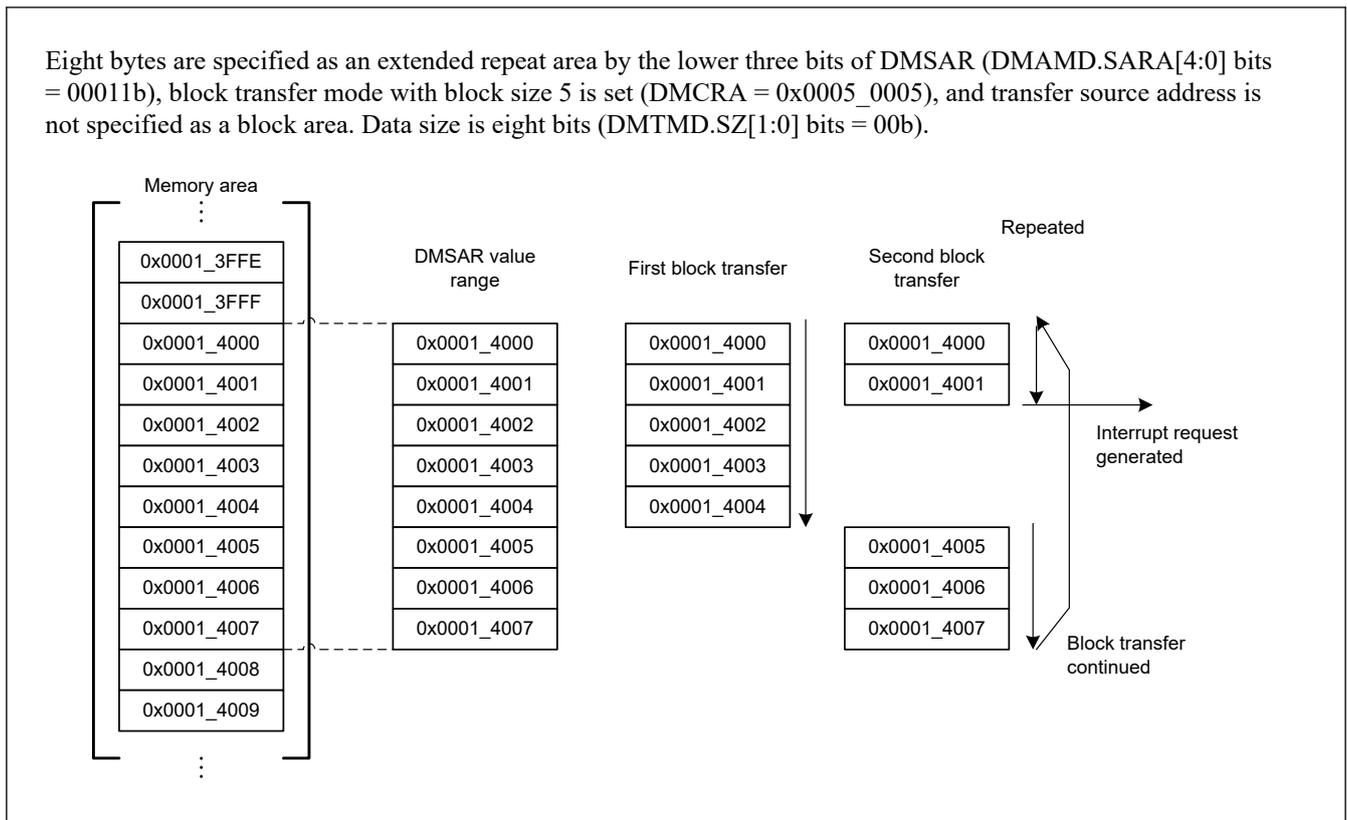 Eight bytes are specified as an extended repeat area by the lower three bits of DMSAR (DMAMD.SARA[4:0] bits
= 00011b), block transfer mode with block size 5 is set (DMCRA = 0x0005_0005), and transfer source address is
not specified as a block area. Data size is eight bits (DMTMD.SZ[1:0] bits = 00b).
Memory area
0x0001_3FFE
0x0001_3FFF
0x0001_4000
0x0001_4001
0x0001_4002
0x0001_4003
0x0001_4004
0x0001_4005
0x0001_4006
0x0001_4007
0x0001_4008
0x0001_4009
DMSAR value
range
0x0001_4000
0x0001_4001
0x0001_4002
0x0001_4003
0x0001_4004
0x0001_4005
0x0001_4006
0x0001_4007
First block transfer
0x0001_4000
0x0001_4001
0x0001_4002
0x0001_4003
0x0001_4004
Second block
transfer
0x0001_4000
0x0001_4001
0x0001_4005
0x0001_4006
0x0001_4007
Repeated
Interrupt request
generated
Block transfer
continued